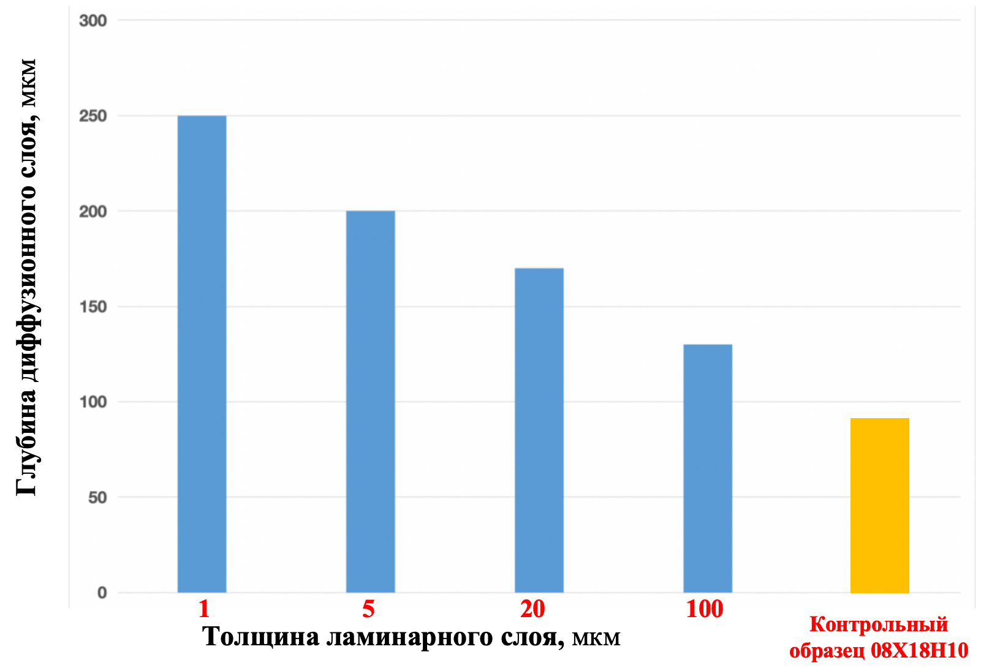 Глубина диффузионного слоя, мкм
300
250
200
150
100
50
0
1
5
20
100
Толщина ламинарного слоя, мкм
Контрольный
образец 08Х18Н10